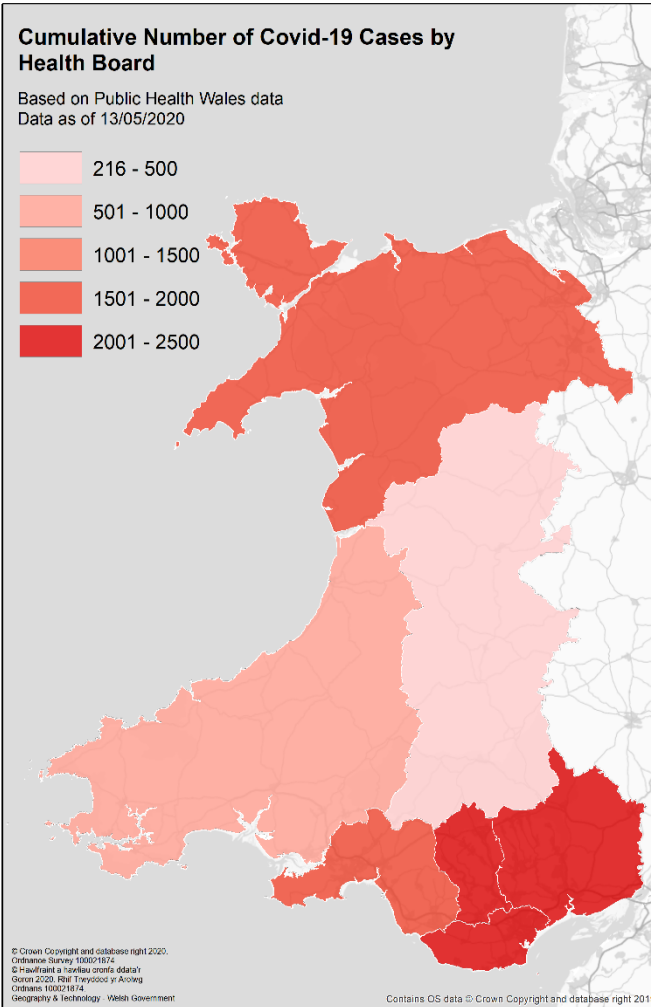 Cumulative Number of Covid-19 Cases by
Health Board
Based on Public Health Wales data
Data as of 13/05/2020
216 - 500
501 - 1000
1001 - 1500
1501 - 2000
2001 - 2500
© Crown Copyright and database right 2020.
Ordnance Survey 100021874
© Hawlfraint a hawliau cronfa ddata'r
Goron 2020. Rhif Trwydded yr Arolwg
Ordnans 100021874.
Geography & Technology - Welsh Government
Contains OS data © Crown Copyright and database right 201